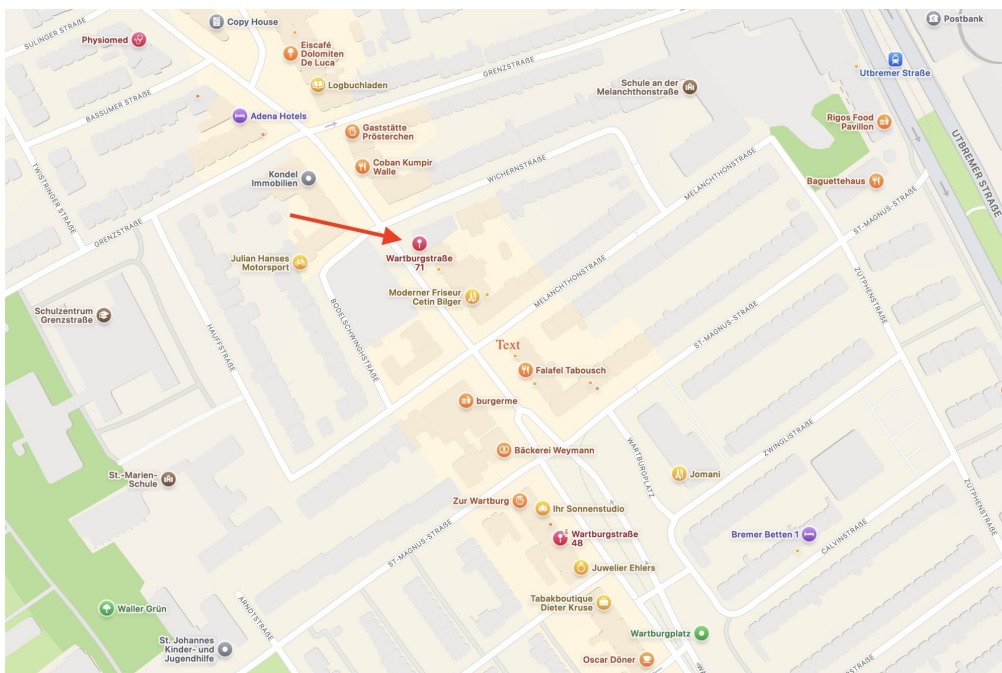 Copy House
Postbank
SULINGER STRAßE
Physiomed
Eiscafé
Dolomiten
De Luca
Utbremer Straße
GRENZSTRAßE
Logbuchladen
Schule an der
Melanchthonstraße
BASSUMER STRAßE
Adena Hotels
Rigos Food
Pavillon
Gaststätte
Prösterchen
UTBREMER STRAßE
Coban Kumpir
Walle
WICHERNSTRAßE
Kondel
Immobilien
MELANCHTHONSTRAßE
Baguettehaus
TWISTRINGER STRAßE
ST-MAGNUS-STRAßE
GRENZSTRAßE
Wartburgstraße
71
Julian Hanses
Motorsport
MELANCHTHONSTRAßE
ZÜTPHENSTRAßE
Moderner Friseur
Cetin Bilger
Schulzentrum
Grenzstraße
BODELSCHWINGHSTRAßE
HAUFFSTRAßE
ST-MAGNUS-STRAßE
Text
Falafel Tabousch
burgerme
ZWINGLISTRAßE
Bäckerei Weymann
WARTBURGPLATZ
Jomani
St.-Marien-
Schule
ZÜTPHENSTRAßE
Zur Wartburg
Ihr Sonnenstudio
Wartburgstraße
48
Bremer Betten 1
CALVINSTRAßE
ST-MAGNUS-STRAßE
Juwelier Ehlers
Waller Grün
ARNDTSTRAßE
Tabakboutique
Dieter Kruse
Wartburgplatz
St. Johannes
Kinder- und
Jugendhilfe
Oscar Döner